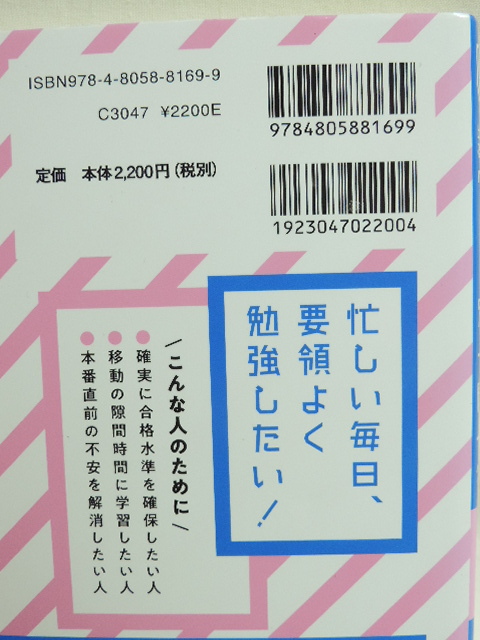 ISBN978-4-8058-8169-9
C3047 ¥2200E
定価 本体2,200円(税別)
9784805881699
1923047022004
忙しい毎日、
要領よく
勉強したい!
\こんな人のために/
●確実に合格水準を確保したい人
●移動の隙間時間に学習したい人
●本番直前の不安を解消したい人